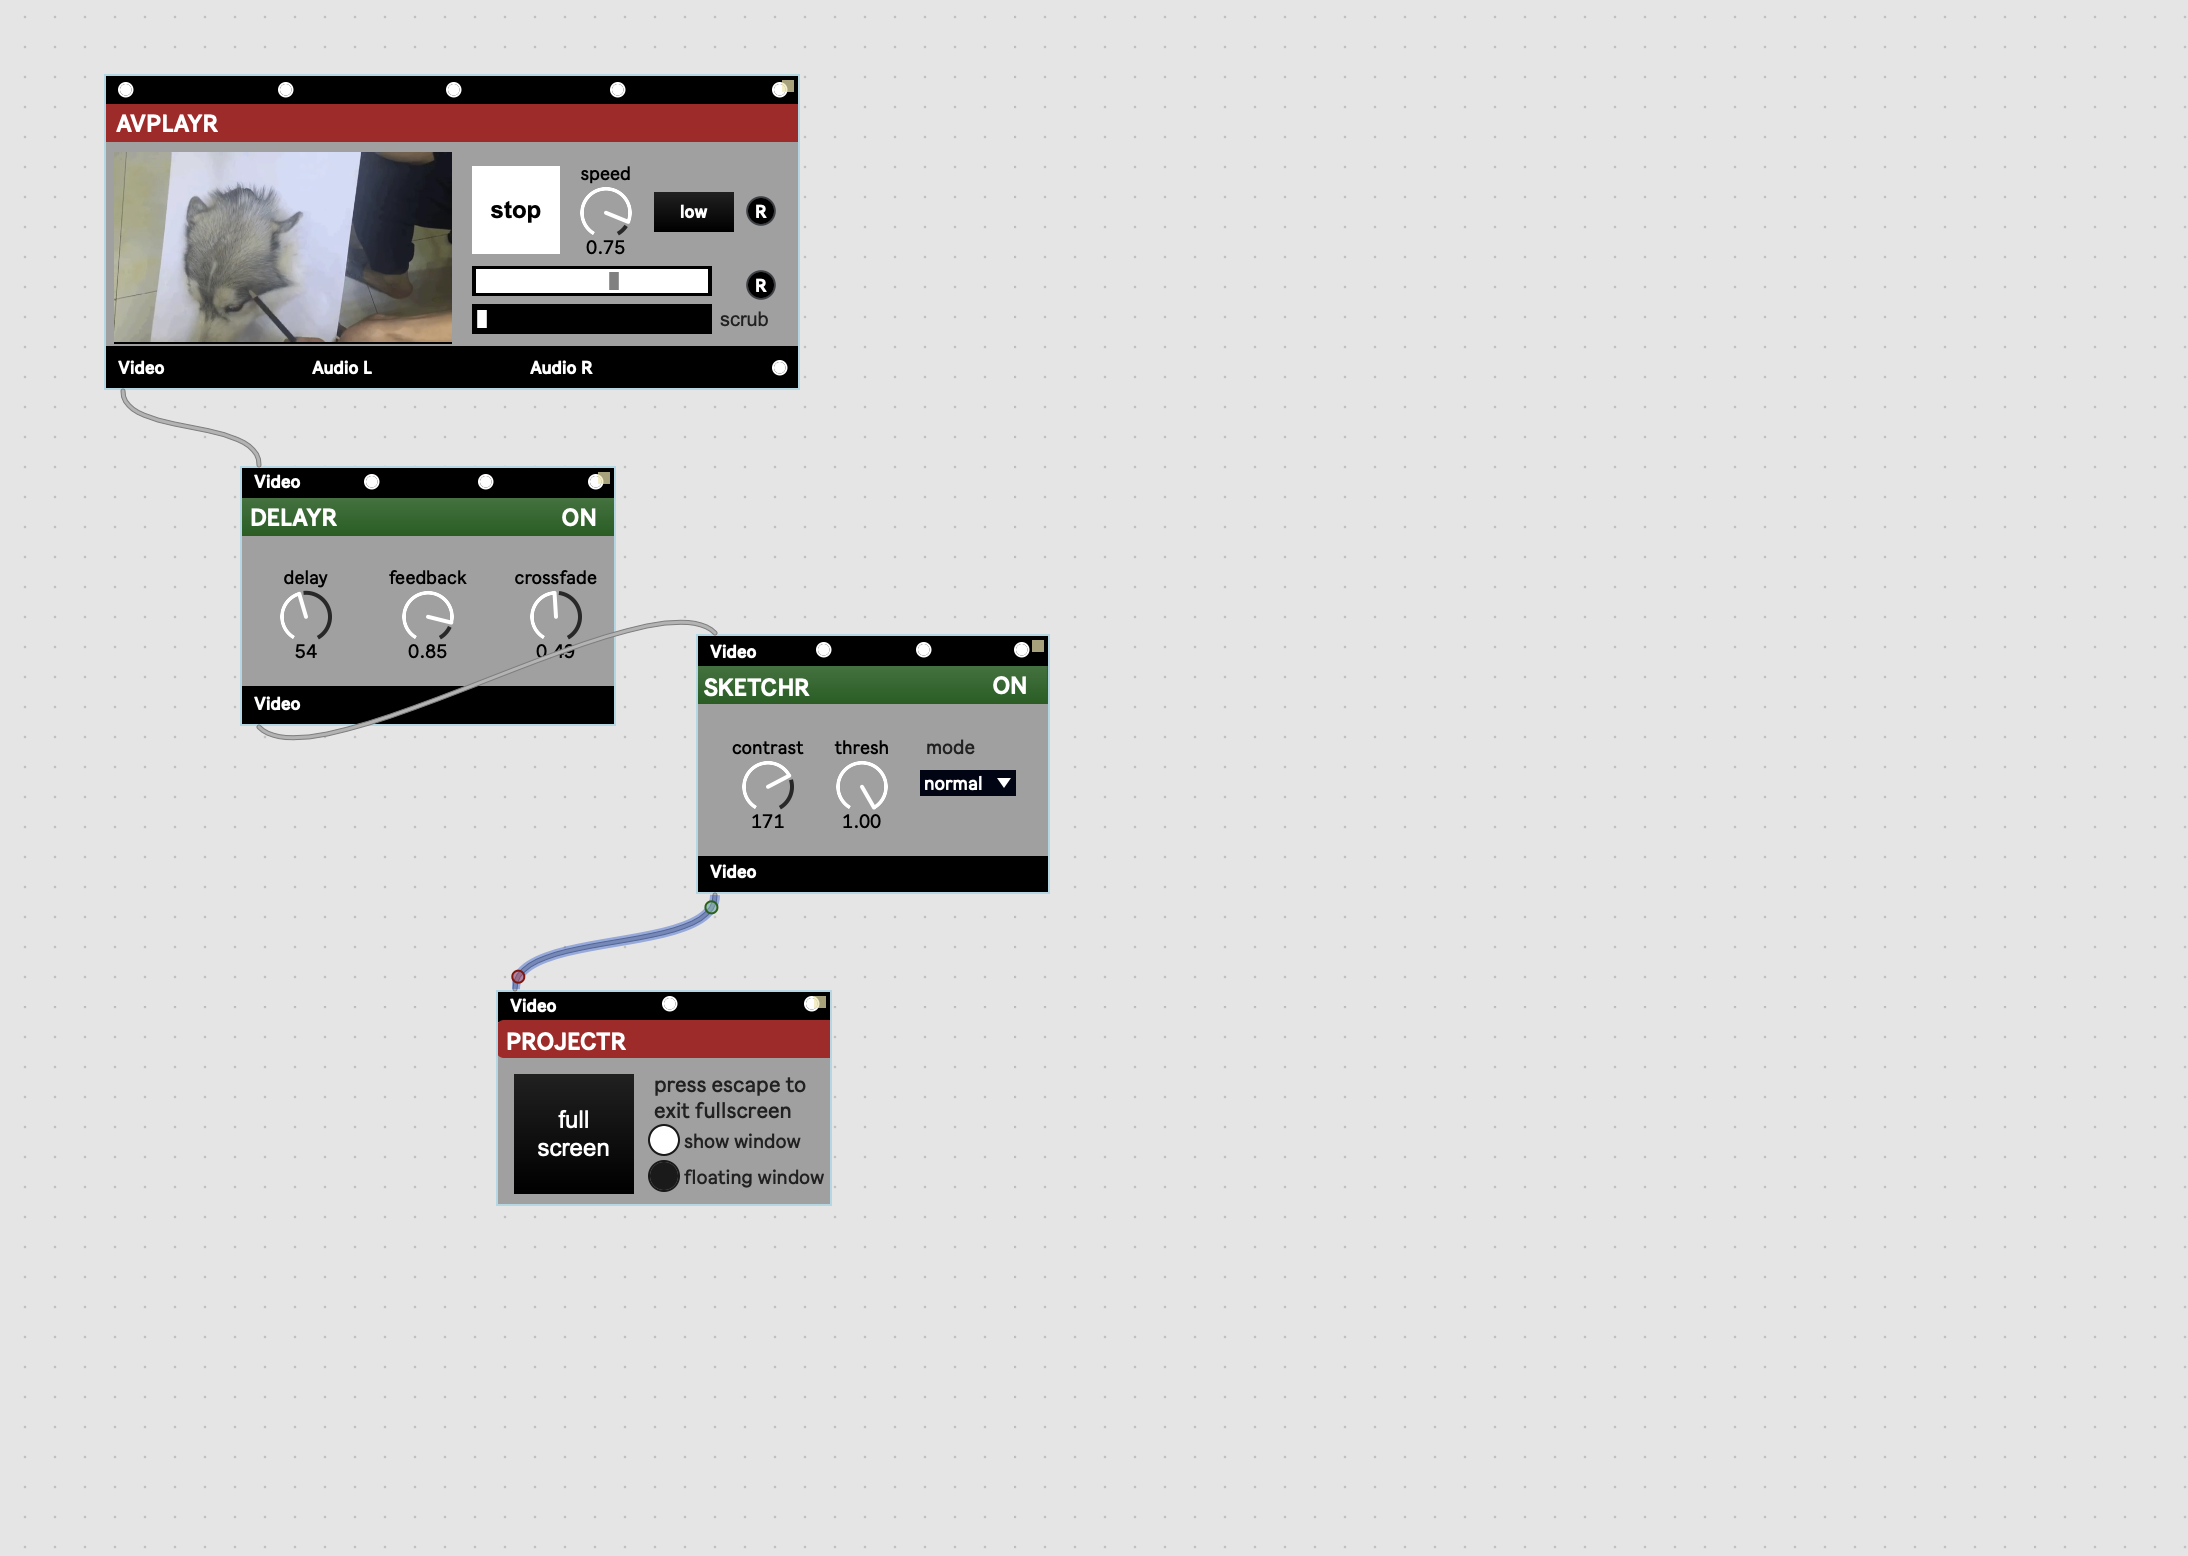 AVPLAYR
stop
speed
0.75
low
R
R
scrub
Video
Audio L
Audio R
Video
DELAYR
ON
delay
feedback
crossfade
54
0.85
0.49
Video
Video
SKETCHR
ON
contrast
thresh
mode
normal
171
1.00
Video
Video
PROJECTR
full
screen
press escape to
exit fullscreen
show window
floating window